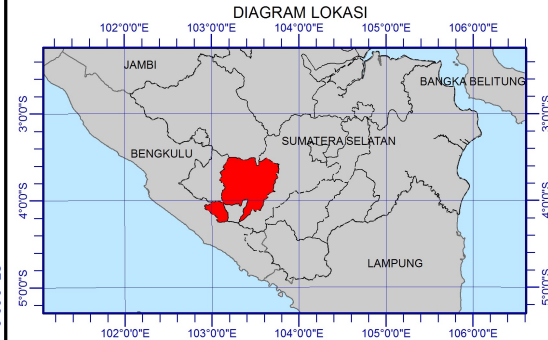 DIAGRAM LOKASI
102°0'0"E 103°0'0"E 104°0'0"E 105°0'0"E 106°0'0"E
JAMBI
BANGKA BELITUNG
3°0'0"S 3°0'0"S
SUMATERA SELATAN
BENGKULU
4°0'0"S 4°0'0"S
LAMPUNG
5°0'0"S 5°0'0"S
102°0'0"E 103°0'0"E 104°0'0"E 105°0'0"E 106°0'0"E